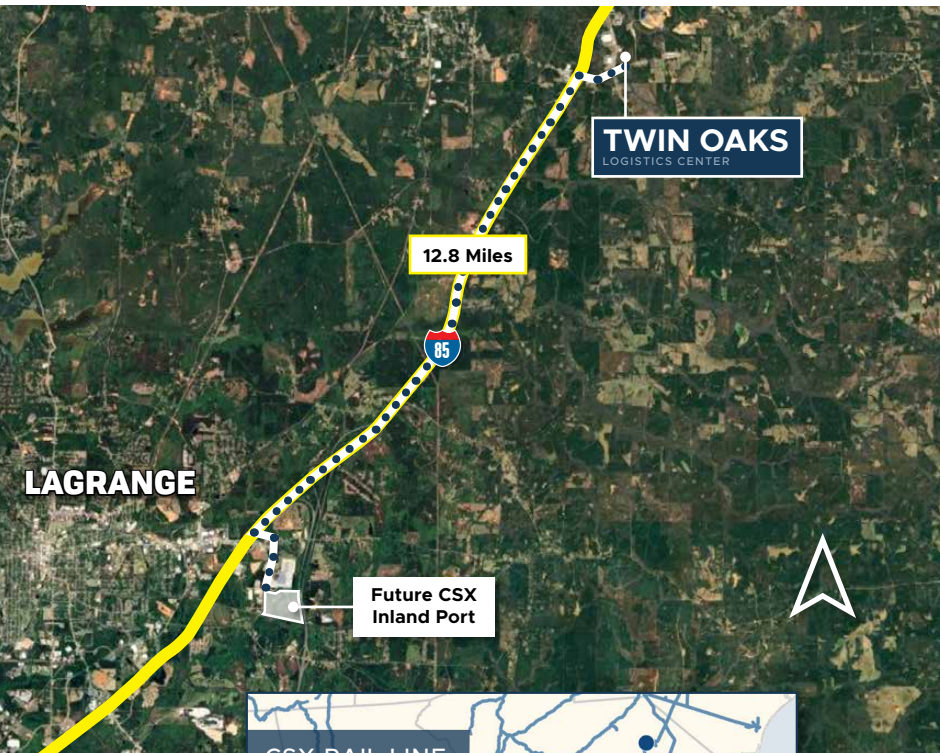 TWIN OAKS
LOGISTICS CENTER
12.8 Miles
85
LAGRANGE
Future CSX
Inland Port
CSX RAIL LINE